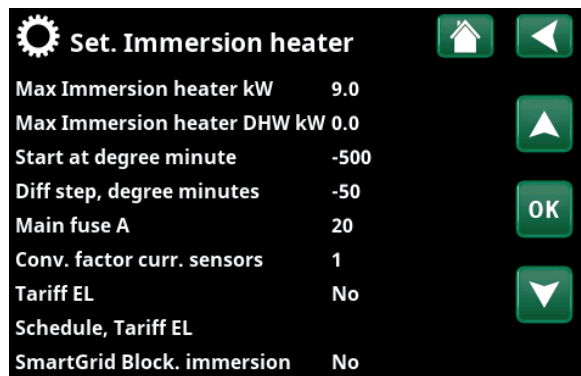 Set. Immersion heater
Max Immersion heater kW 9.0
Max Immersion heater DHW kW 0.0
Start at degree minute -500
Diff step, degree minutes -50
Main fuse A 20
OK
Conv. factor curr. sensors 1
Tariff EL No
Schedule, Tariff EL
SmartGrid Block. immersion No